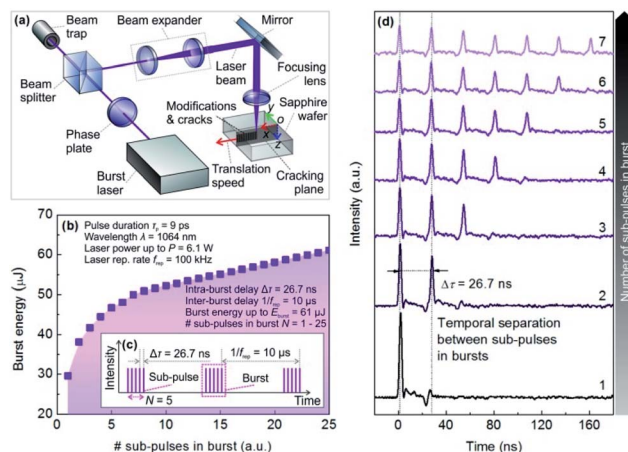 (a)
Beam
trap
Beam expander
Mirror
Beam
splitter
Laser
beam
Focusing
lens
Phase
plate
Modifications
& cracks
Sapphire
wafer
y
o
x
z
Translation
speed
Cracking
plane
Burst
laser
(b)
Pulse duration τp = 9 ps
Wavelength λ = 1064 nm
Laser power up to P = 6.1 W
Laser rep. rate frep = 100 kHz
Intra-burst delay Δτ = 26.7 ns
Inter-burst delay 1/frep = 10 µs
Burst energy up to Eburst = 61 µJ
# sub-pulses in burst N = 1 - 25
Burst energy (µJ)
70
60
50
40
30
20
(c)
Δτ = 26.7 ns
1/frep = 10 µs
Intensity
Sub-pulse
Burst
N = 5
Time
0 5 10 15 20 25
# sub-pulses in burst (a.u.)
(d)
7
6
5
4
3
2
1
Δτ = 26.7 ns
Temporal separation
between sub-pulses
in bursts
Intensity (a.u.)
-20 0 40 80 120 160
Time (ns)
Number of sub-pulses in burst